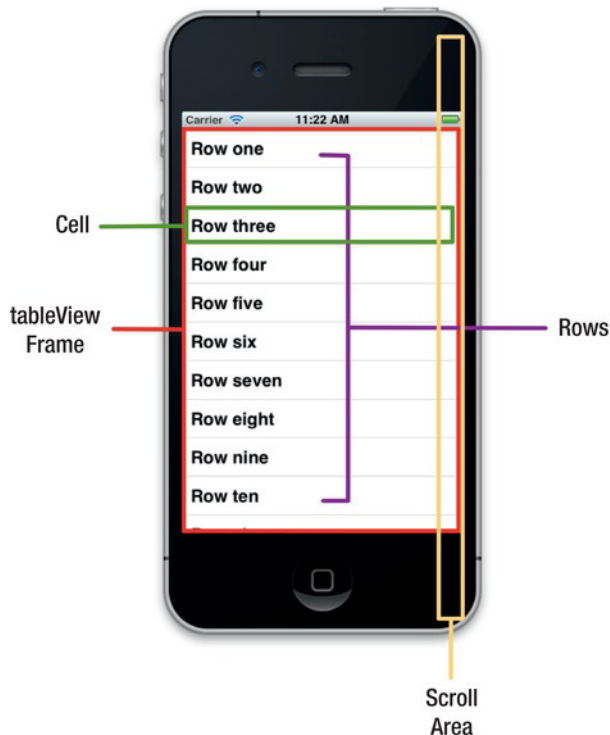 Carrier
11:22 AM
Row one
Row two
Row three
Row four
Row five
Row six
Row seven
Row eight
Row nine
Row ten
Cell
tableView
Frame
Rows
Scroll
Area